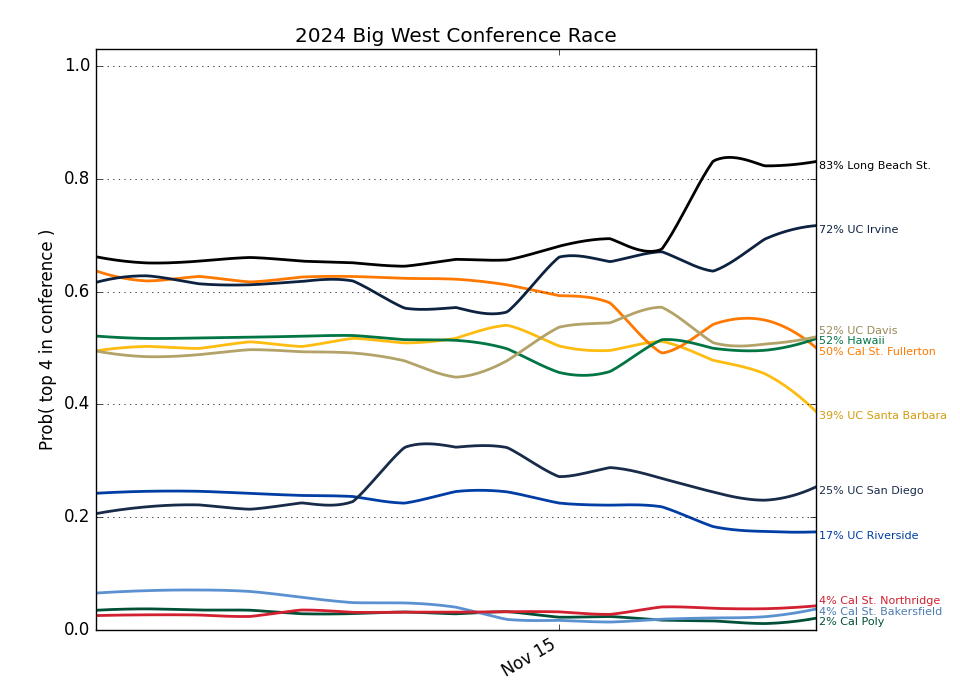 2024 Big West Conference Race
1.0
0.8
0.6
0.4
0.2
0.0
Prob( top 4 in conference )
Nov 15
83% Long Beach St.
72% UC Irvine
52% UC Davis
52% Hawaii
50% Cal St. Fullerton
39% UC Santa Barbara
25% UC San Diego
17% UC Riverside
4% Cal St. Northridge
4% Cal St. Bakersfield
2% Cal Poly